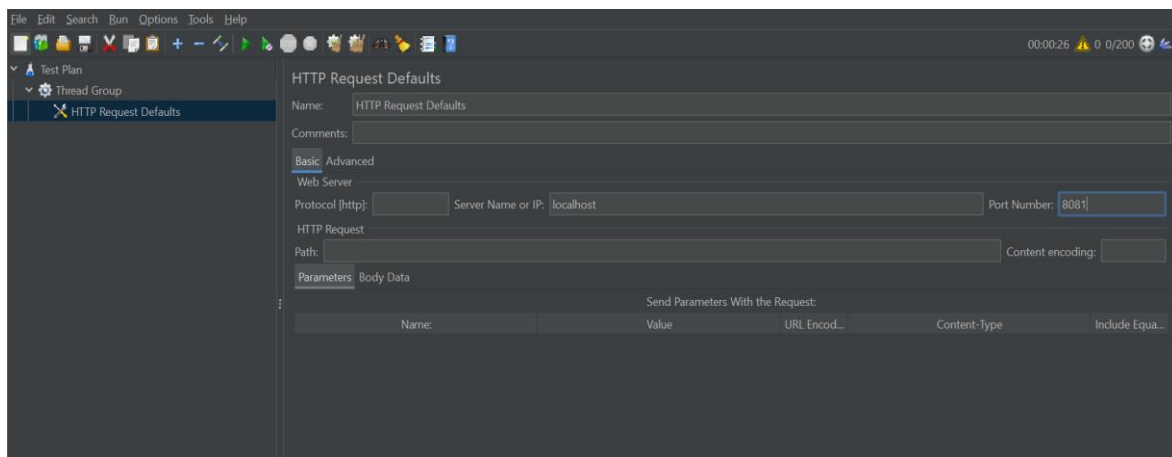 File Edit Search Run Options Tools Help
00:00:26 0 0/200
Test Plan
Thread Group
HTTP Request Defaults
HTTP Request Defaults
Name: HTTP Request Defaults
Comments:
Basic Advanced
Web Server
Protocol [http]: Server Name or IP: localhost Port Number: 8081
HTTP Request
Path: Content encoding:
Parameters Body Data
Send Parameters With the Request:
Name: Value URL Encod... Content-Type Include Equa...